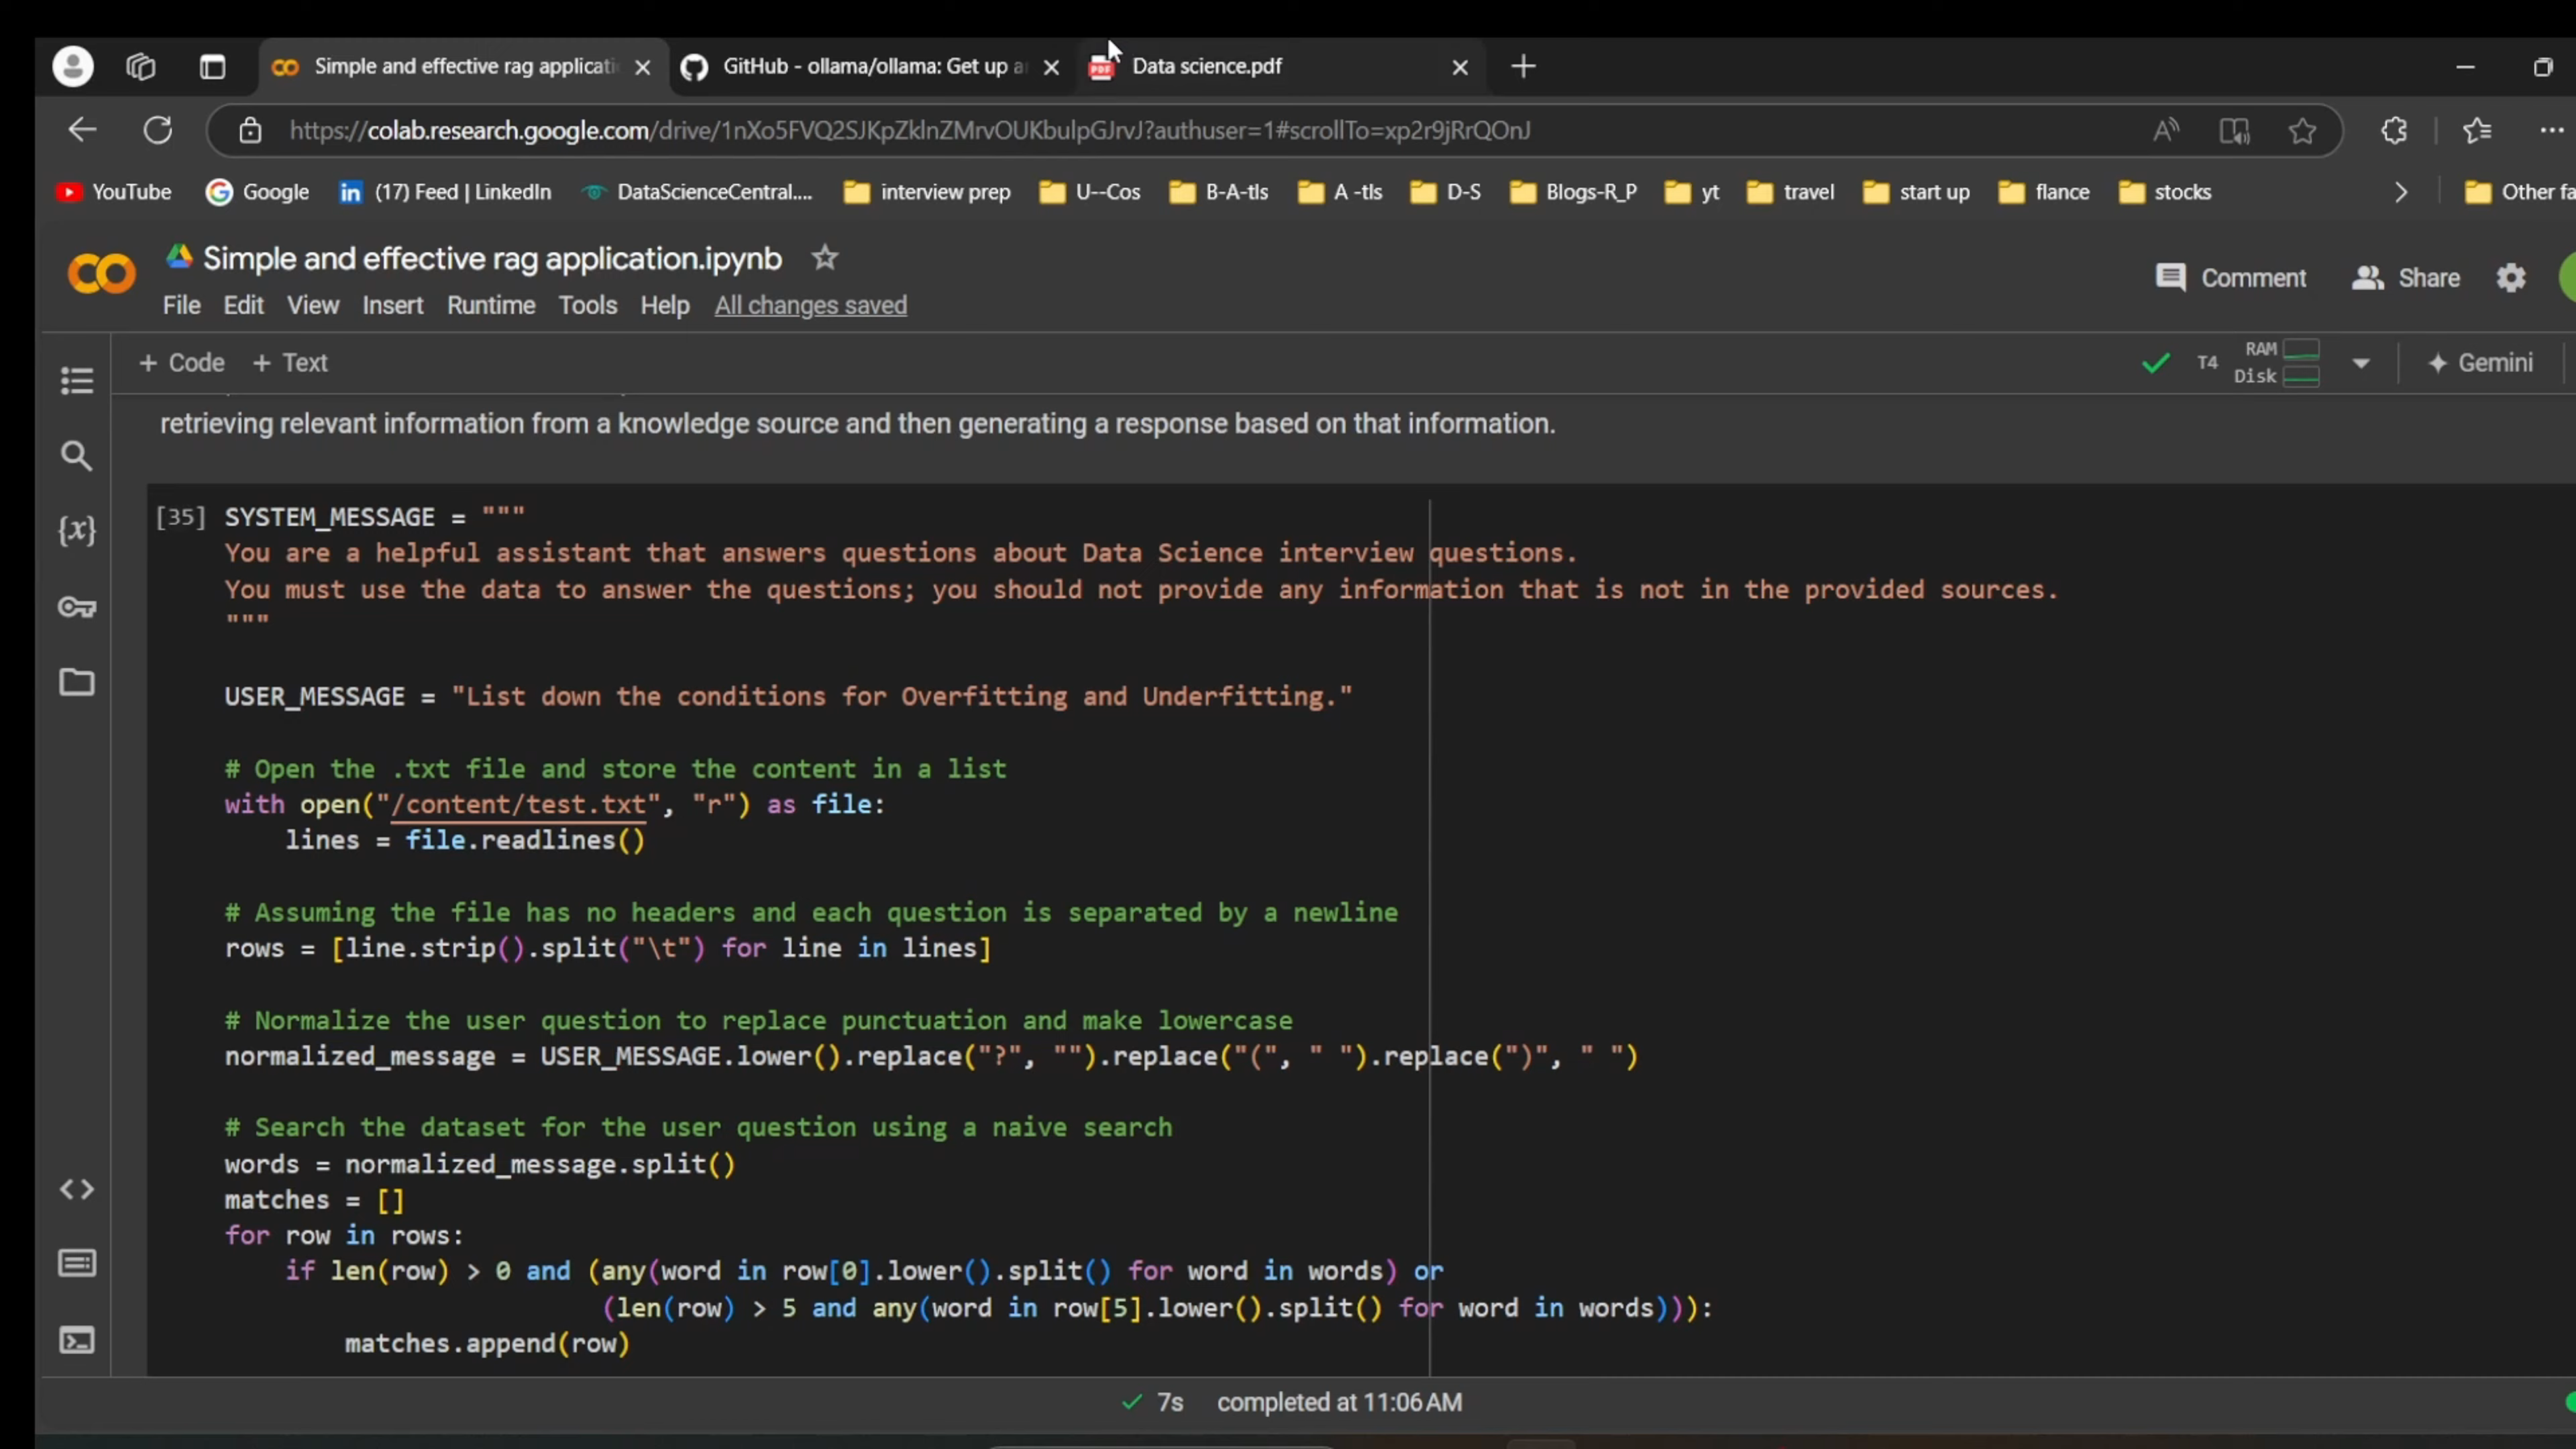 Simple and effective rag applicati
GitHub - ollama/ollama: Get up a
PDF Data science.pdf
https://colab.research.google.com/drive/1nXo5FVQ2SJKpZklnZMrvOUKbulpGJrvJ?authuser=1#scrollTo=xp2r9jRrQOnJ
YouTube Google (17) Feed | LinkedIn DataScienceCentral.... interview prep U--Cos B-A-tls A -tls D-S Blogs-R_P yt travel start up flance stocks Other fa
Simple and effective rag application.ipynb
File Edit View Insert Runtime Tools Help All changes saved
Comment Share
+ Code + Text
T4 RAM Disk Gemini
retrieving relevant information from a knowledge source and then generating a response based on that information.
[35] SYSTEM_MESSAGE = """
You are a helpful assistant that answers questions about Data Science interview questions.
You must use the data to answer the questions; you should not provide any information that is not in the provided sources.
"""
USER_MESSAGE = "List down the conditions for Overfitting and Underfitting."
# Open the .txt file and store the content in a list
with open("/content/test.txt", "r") as file:
    lines = file.readlines()
# Assuming the file has no headers and each question is separated by a newline
rows = [line.strip().split("\t") for line in lines]
# Normalize the user question to replace punctuation and make lowercase
normalized_message = USER_MESSAGE.lower().replace("?", "").replace("(", " ").replace(")", " ")
# Search the dataset for the user question using a naive search
words = normalized_message.split()
matches = []
for row in rows:
    if len(row) > 0 and (any(word in row[0].lower().split() for word in words) or
                         (len(row) > 5 and any(word in row[5].lower().split() for word in words))):
        matches.append(row)
7s completed at 11:06 AM